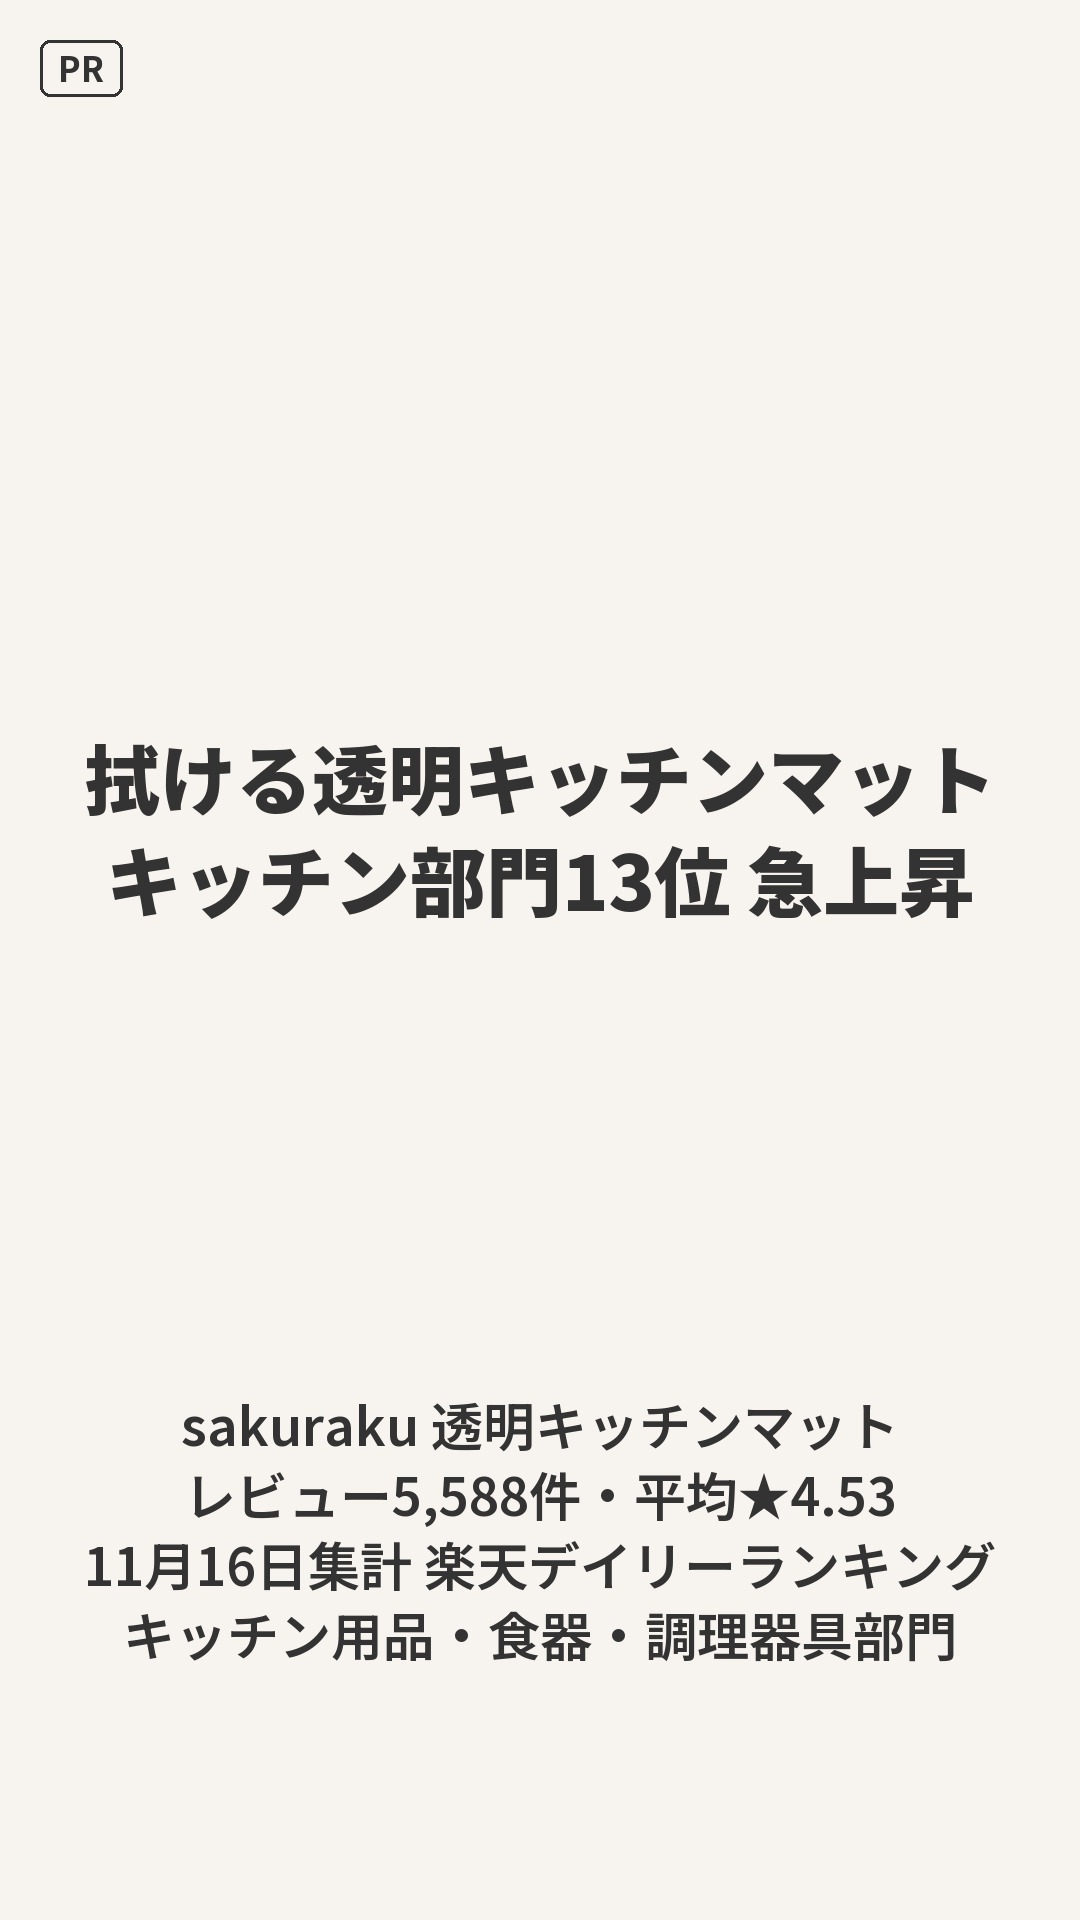 PR
拭ける透明キッチンマット
キッチン部門13位 急上昇
sakuraku 透明キッチンマット
レビュー5,588件・平均★4.53
11月16日集計 楽天デイリーランキング
キッチン用品・食器・調理器具部門